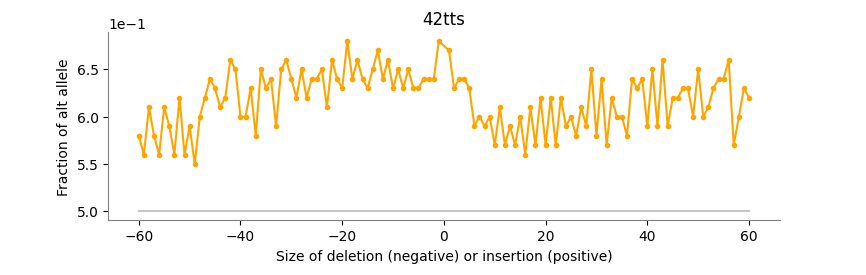 42tts
1e−1
6.5
6.0
5.5
5.0
Fraction of alt allele
−60 −40 −20 0 20 40 60
Size of deletion (negative) or insertion (positive)